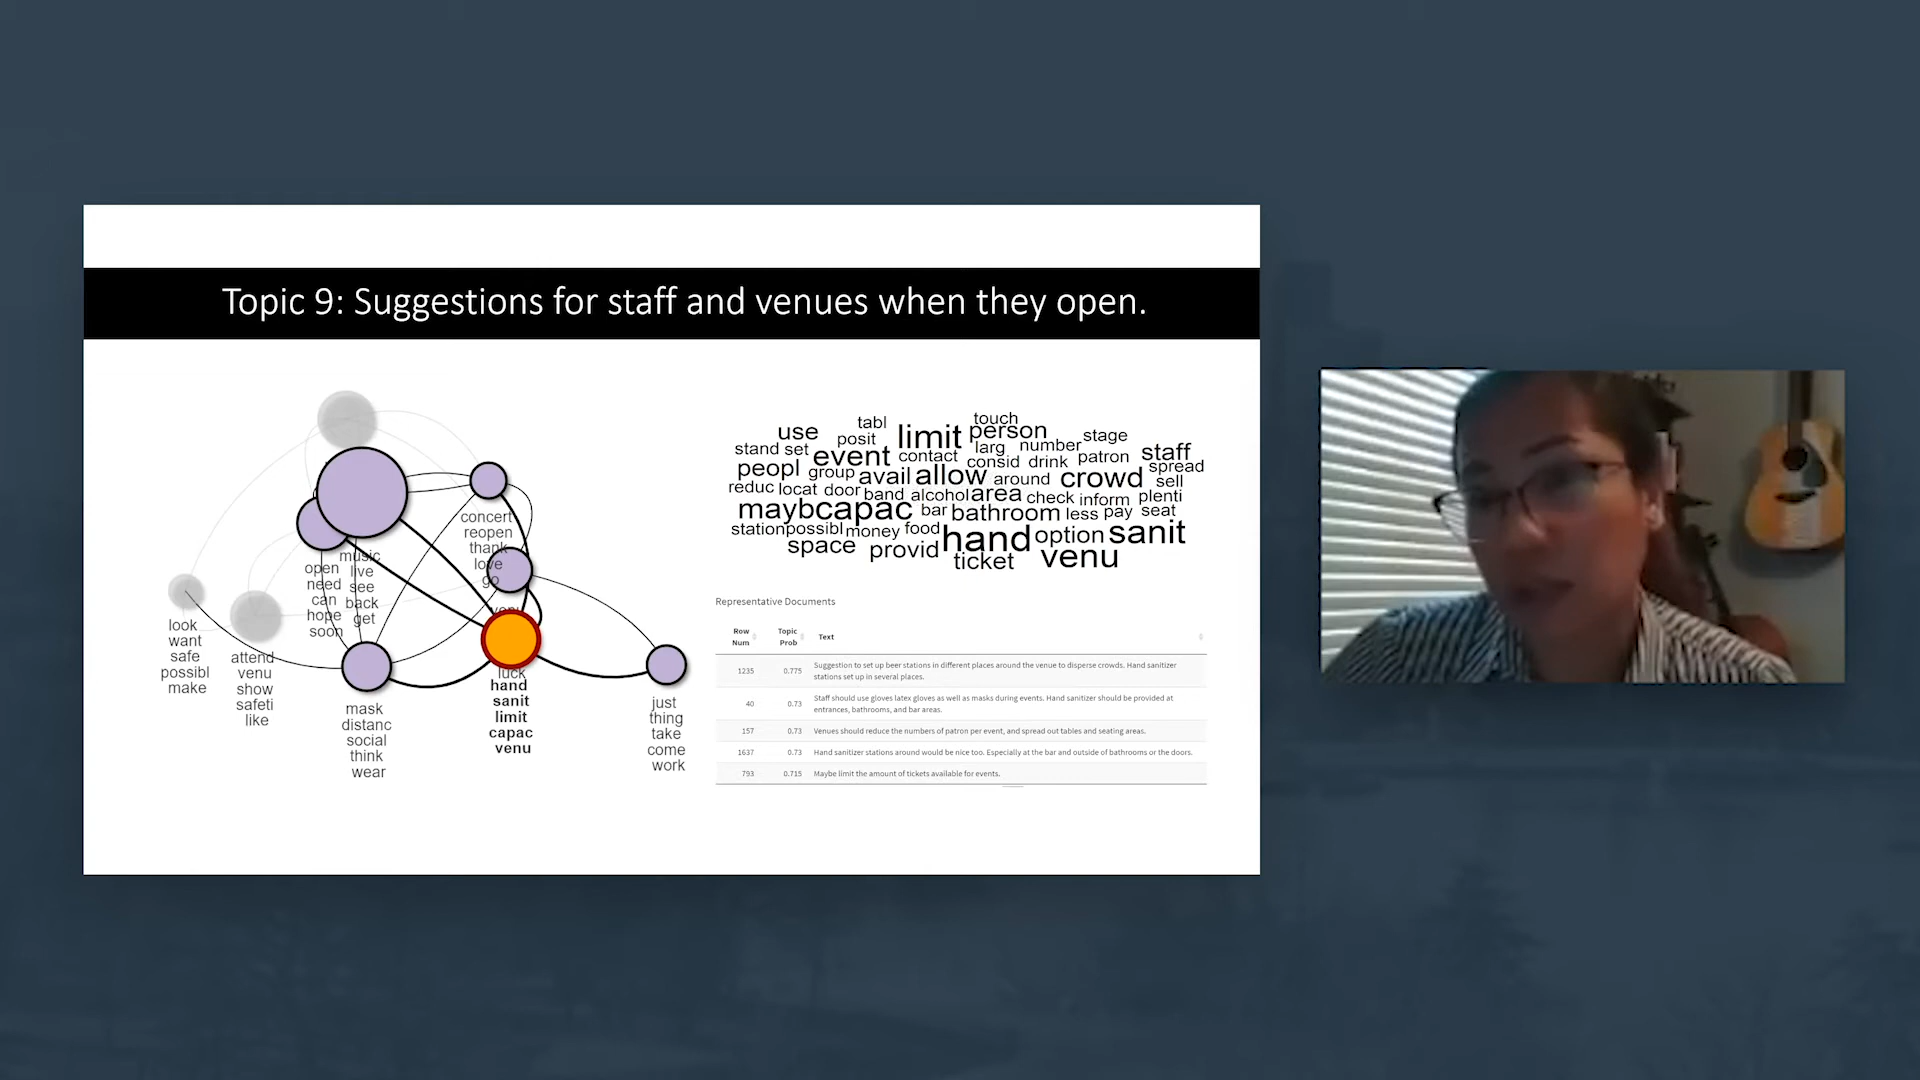 Topic 9: Suggestions for staff and venues when they open.
concert
reopen
thank
love
go
music
live
see
back
get
open
need
can
hope
soon
look
want
safe
possibl
make
attend
venu
show
safeti
like
mask
distanc
social
think
wear
venu
luck
hand
sanit
limit
capac
venu
just
thing
take
come
work
touch
tabl
use posit limit person stage
stand set event contact larg number staff
peopl group avail allow consid drink patron spread
around crowd sell
reduc locat door band alcohol area check inform plenti
mayb capac bar bathroom less pay seat
station possibl money food hand option sanit
space provid ticket venu
Representative Documents
Row Num Topic Prob Text
1235 0.775 Suggestion to set up beer stations in different places around the venue to disperse crowds. Hand sanitizer
stations set up in several places.
40 0.73 Staff should use gloves latex gloves as well as masks during events. Hand sanitizer should be provided at
entrances, bathrooms, and bar areas.
157 0.73 Venues should reduce the numbers of patron per event, and spread out tables and seating areas.
1637 0.73 Hand sanitizer stations around would be nice too. Especially at the bar and outside of bathrooms or the doors.
793 0.715 Maybe limit the amount of tickets available for events.